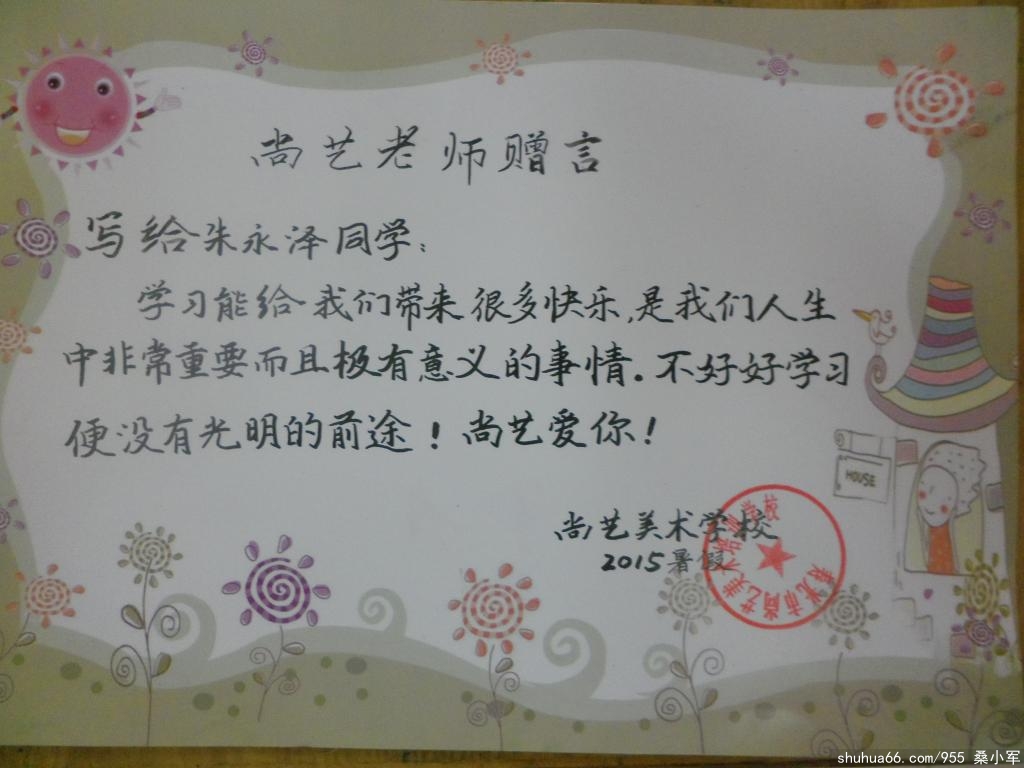 尚艺老师赠言
写给朱永泽同学:
学习能给我们带来很多快乐,是我们人生
中非常重要而且极有意义的事情。不好好学习
便没有光明的前途!尚艺爱你!
尚艺美术学校
2015暑假
HOUSE
shuhua66.com/955 桑小军